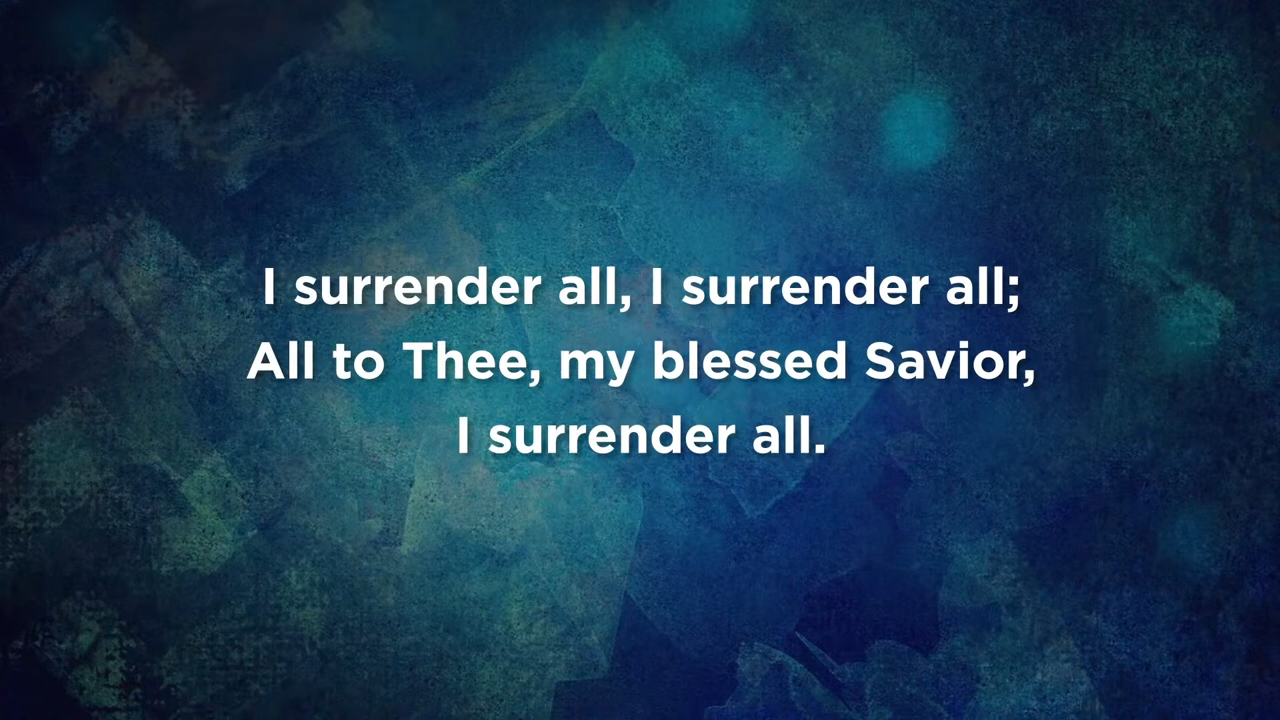 I surrender all, I surrender all;
All to Thee, my blessed Savior,
I surrender all.